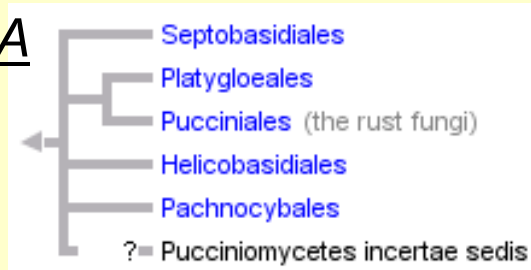 A
Septobasidiales
Platygloeales
Pucciniales (the rust fungi)
Helicobasidiales
Pachnocybales
? Pucciniomycetes incertae sedis